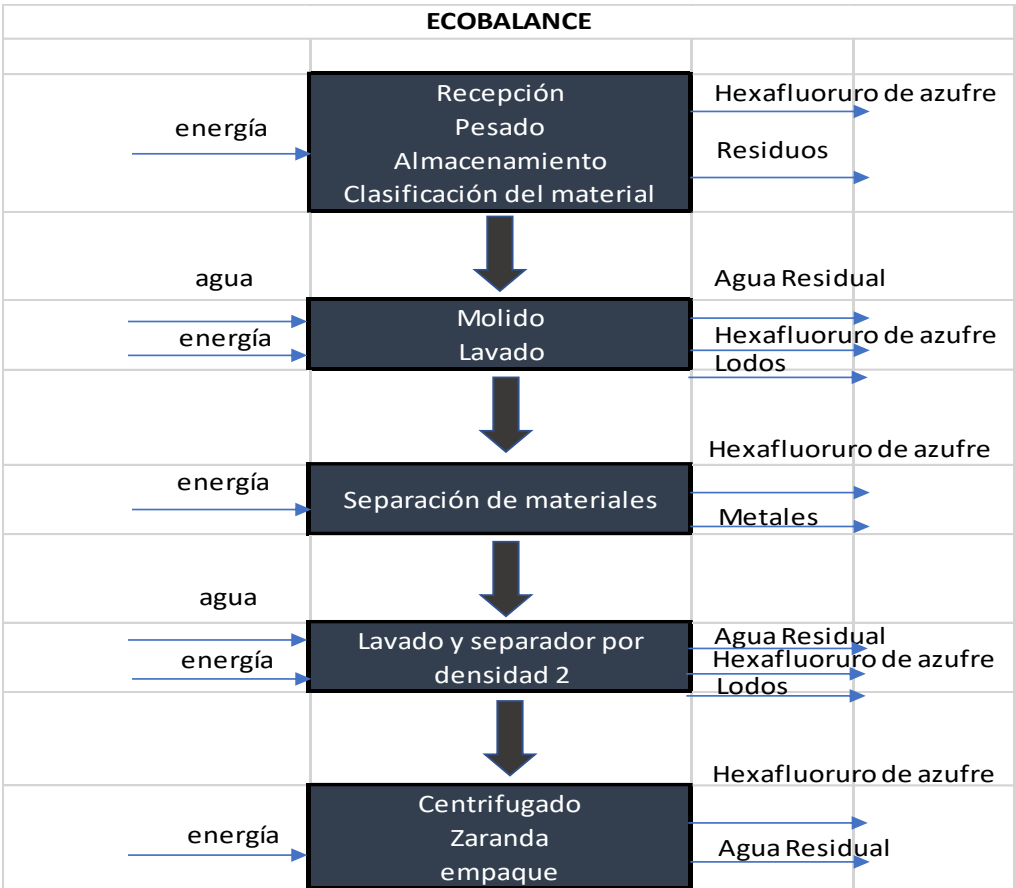 ECOBALANCE
energía
Recepción
Pesado
Almacenamiento
Clasificación del material
Hexafluoruro de azufre
Residuos
agua
energía
Molido
Lavado
Agua Residual
Hexafluoruro de azufre
Lodos
energía
Separación de materiales
Hexafluoruro de azufre
Metales
agua
energía
Lavado y separador por
densidad 2
Agua Residual
Hexafluoruro de azufre
Lodos
energía
Centrifugado
Zaranda
empaque
Hexafluoruro de azufre
Agua Residual